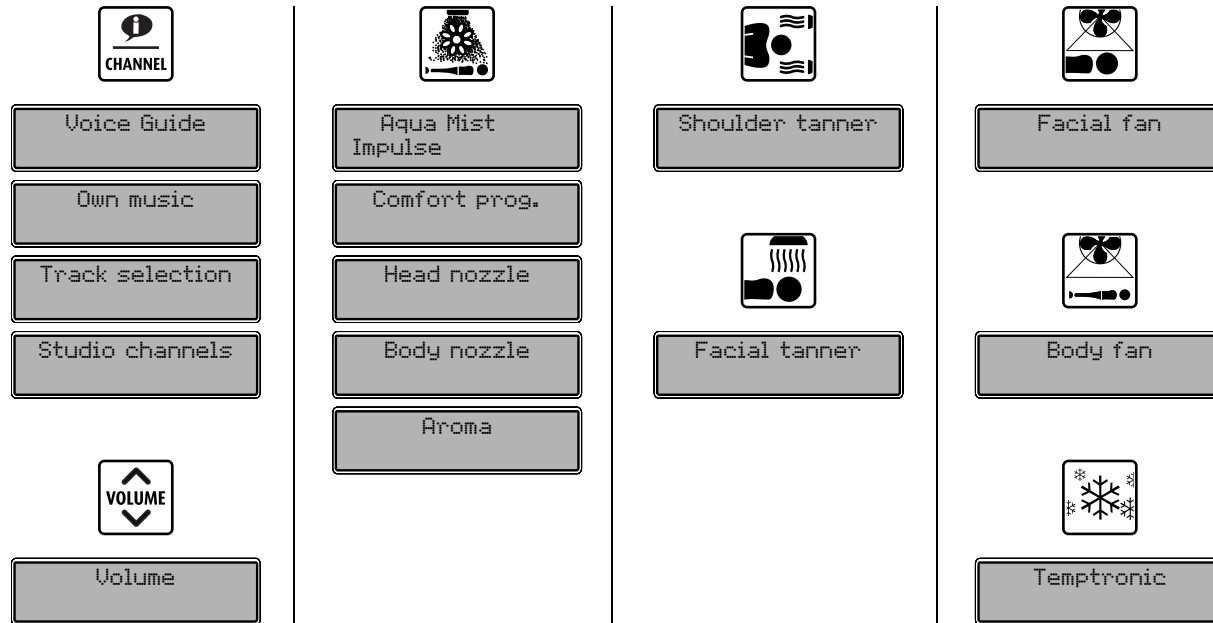 i
CHANNEL
Voice Guide
Own music
Track selection
Studio channels
VOLUME
Volume
Aqua Mist
Impulse
Comfort prog.
Head nozzle
Body nozzle
Aroma
Shoulder tanner
Facial tanner
Facial fan
Body fan
Temptronic